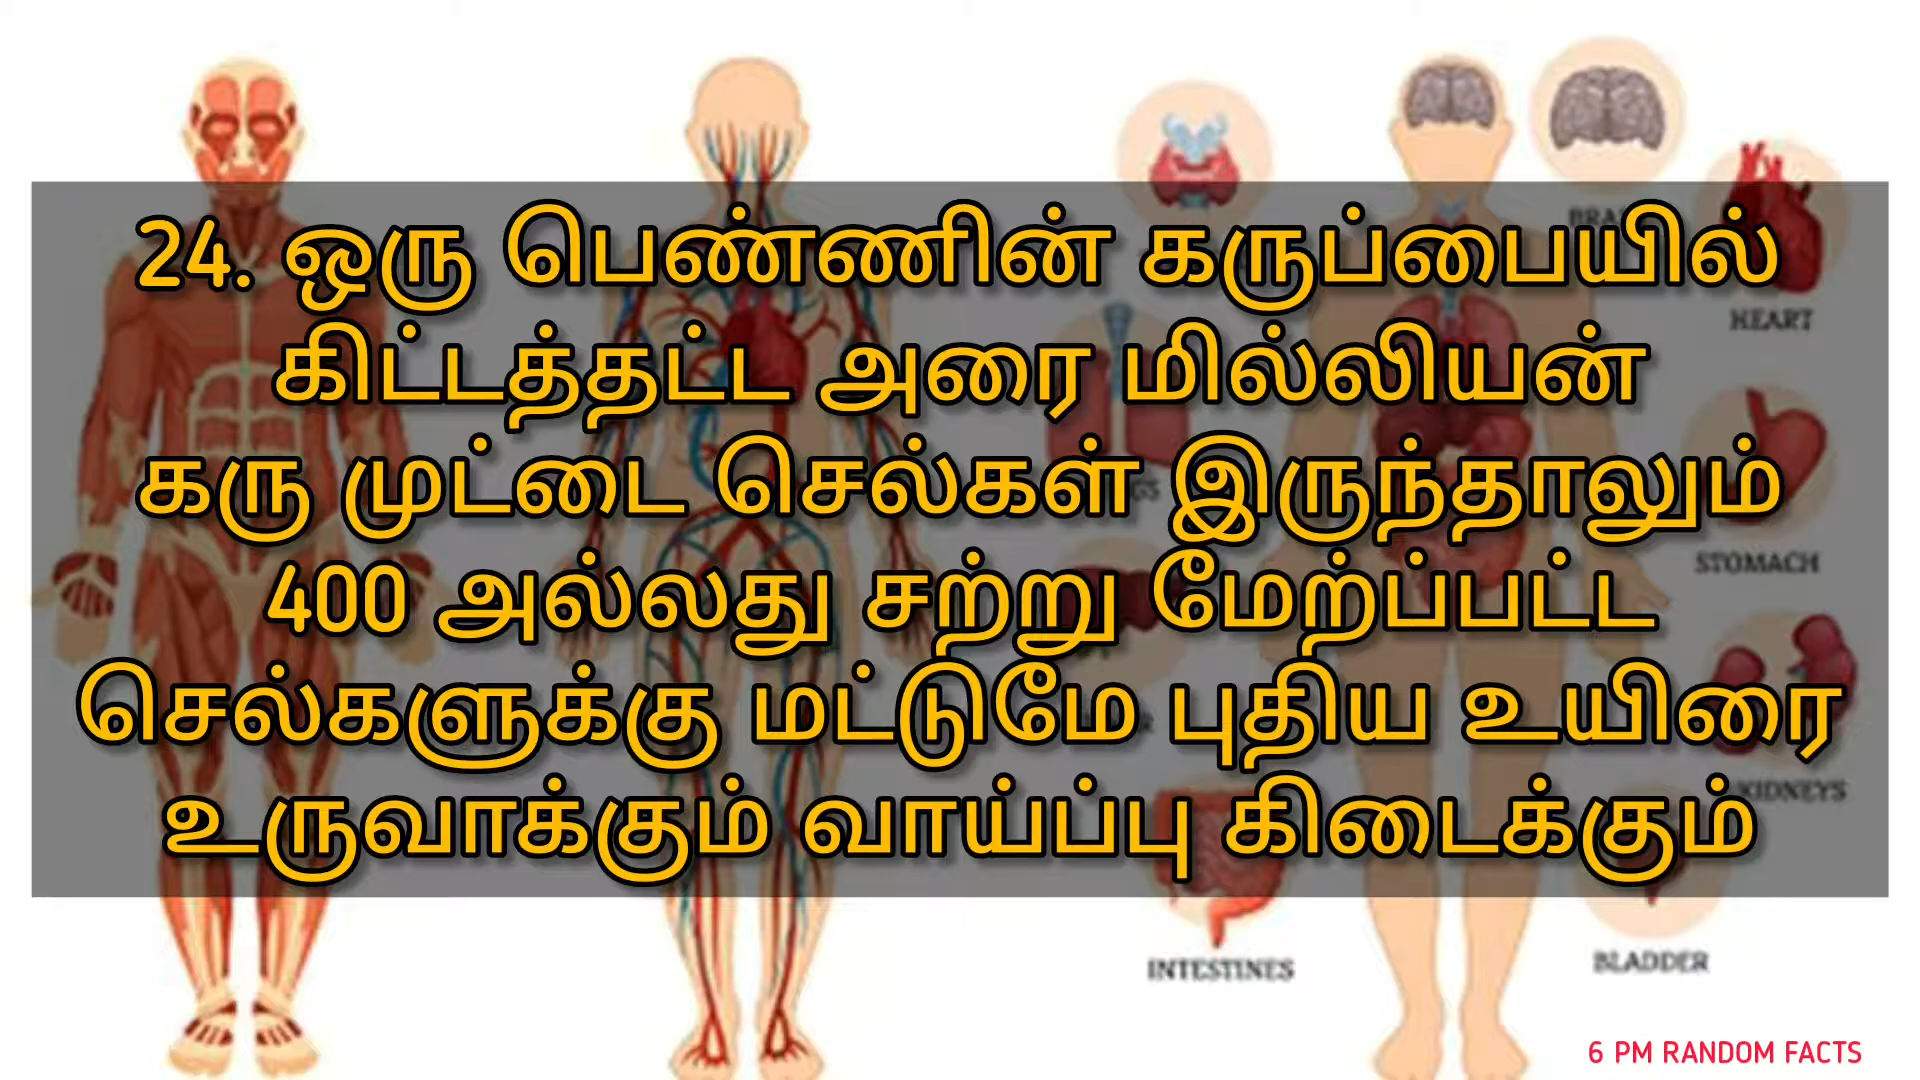 24. ஒரு பெண்ணின் கருப்பையில்
கிட்டத்தட்ட அரை மில்லியன்
கரு முட்டை செல்கள் இருந்தாலும்
400 அல்லது சற்று மேற்ப்பட்ட
செல்களுக்கு மட்டுமே புதிய உயிரை
உருவாக்கும் வாய்ப்பு கிடைக்கும்
HEART
STOMACH
KIDNEYS
INTESTINES
BLADDER
6 PM RANDOM FACTS